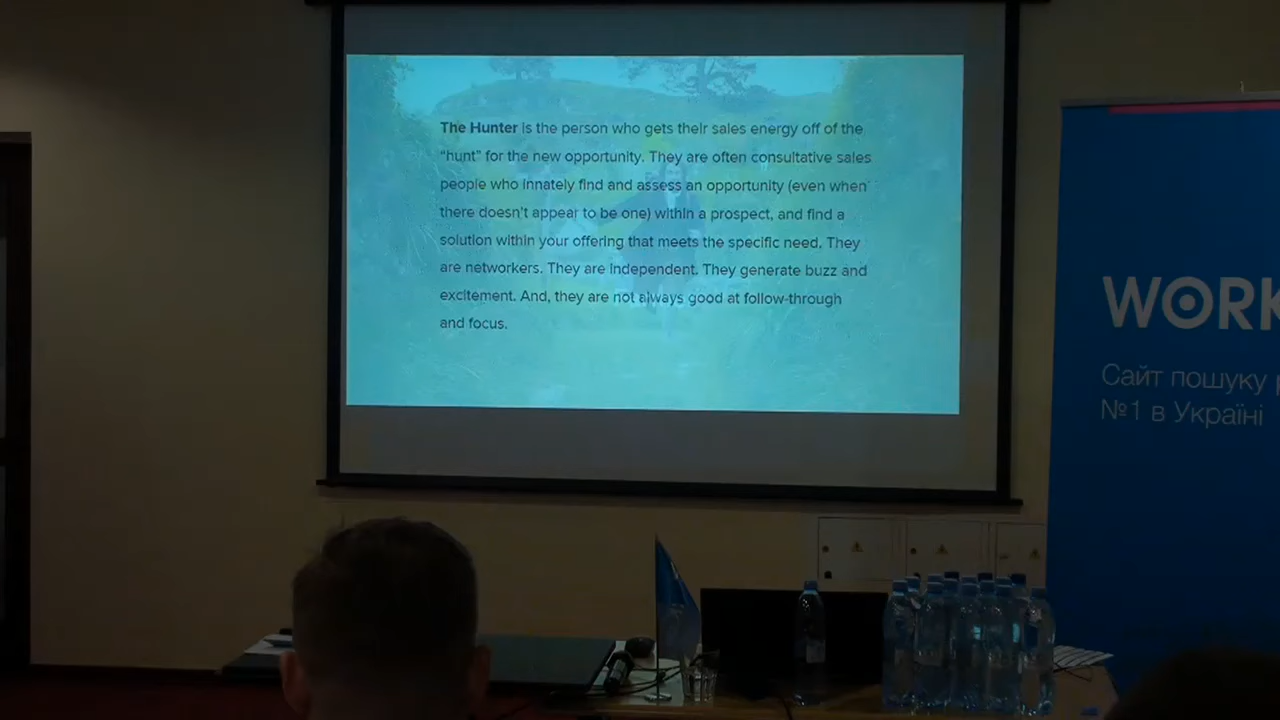 The Hunter is the person who gets their sales energy off of the
“hunt” for the new opportunity. They are often consultative sales
people who innately find and assess an opportunity (even when
there doesn't appear to be one) within a prospect, and find a
solution within your offering that meets the specific need. They
are networkers. They are independent. They generate buzz and
excitement. And, they are not always good at follow-through
and focus.
WORK
Сайт пошуку
№1 в Україні